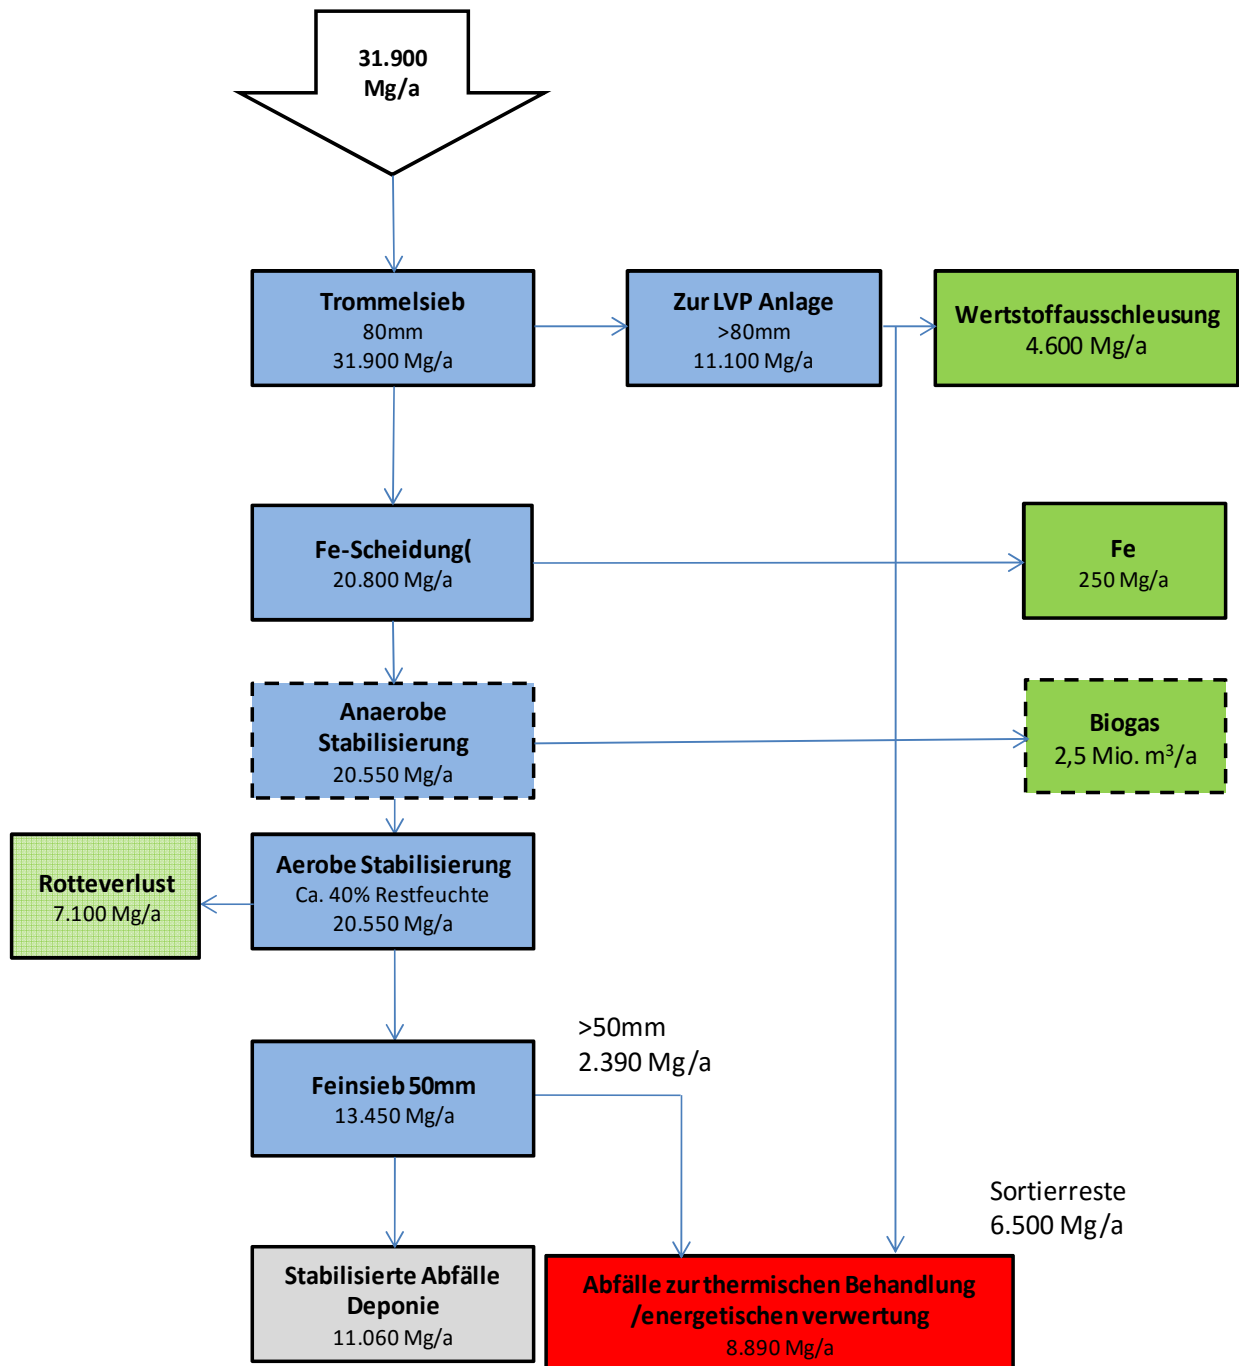 31.900
Mg/a
Trommelsieb
80mm
31.900 Mg/a
Zur LVP Anlage
>80mm
11.100 Mg/a
Wertstoffausschleusung
4.600 Mg/a
Fe-Scheidung(
20.800 Mg/a
Fe
250 Mg/a
Anaerobe
Stabilisierung
20.550 Mg/a
Biogas
2,5 Mio. m³/a
Rotteverlust
7.100 Mg/a
Aerobe Stabilisierung
Ca. 40% Restfeuchte
20.550 Mg/a
>50mm
2.390 Mg/a
Feinsieb 50mm
13.450 Mg/a
Sortierreste
6.500 Mg/a
Stabilisierte Abfälle
Deponie
11.060 Mg/a
Abfälle zur thermischen Behandlung
/energetischen verwertung
8.890 Mg/a